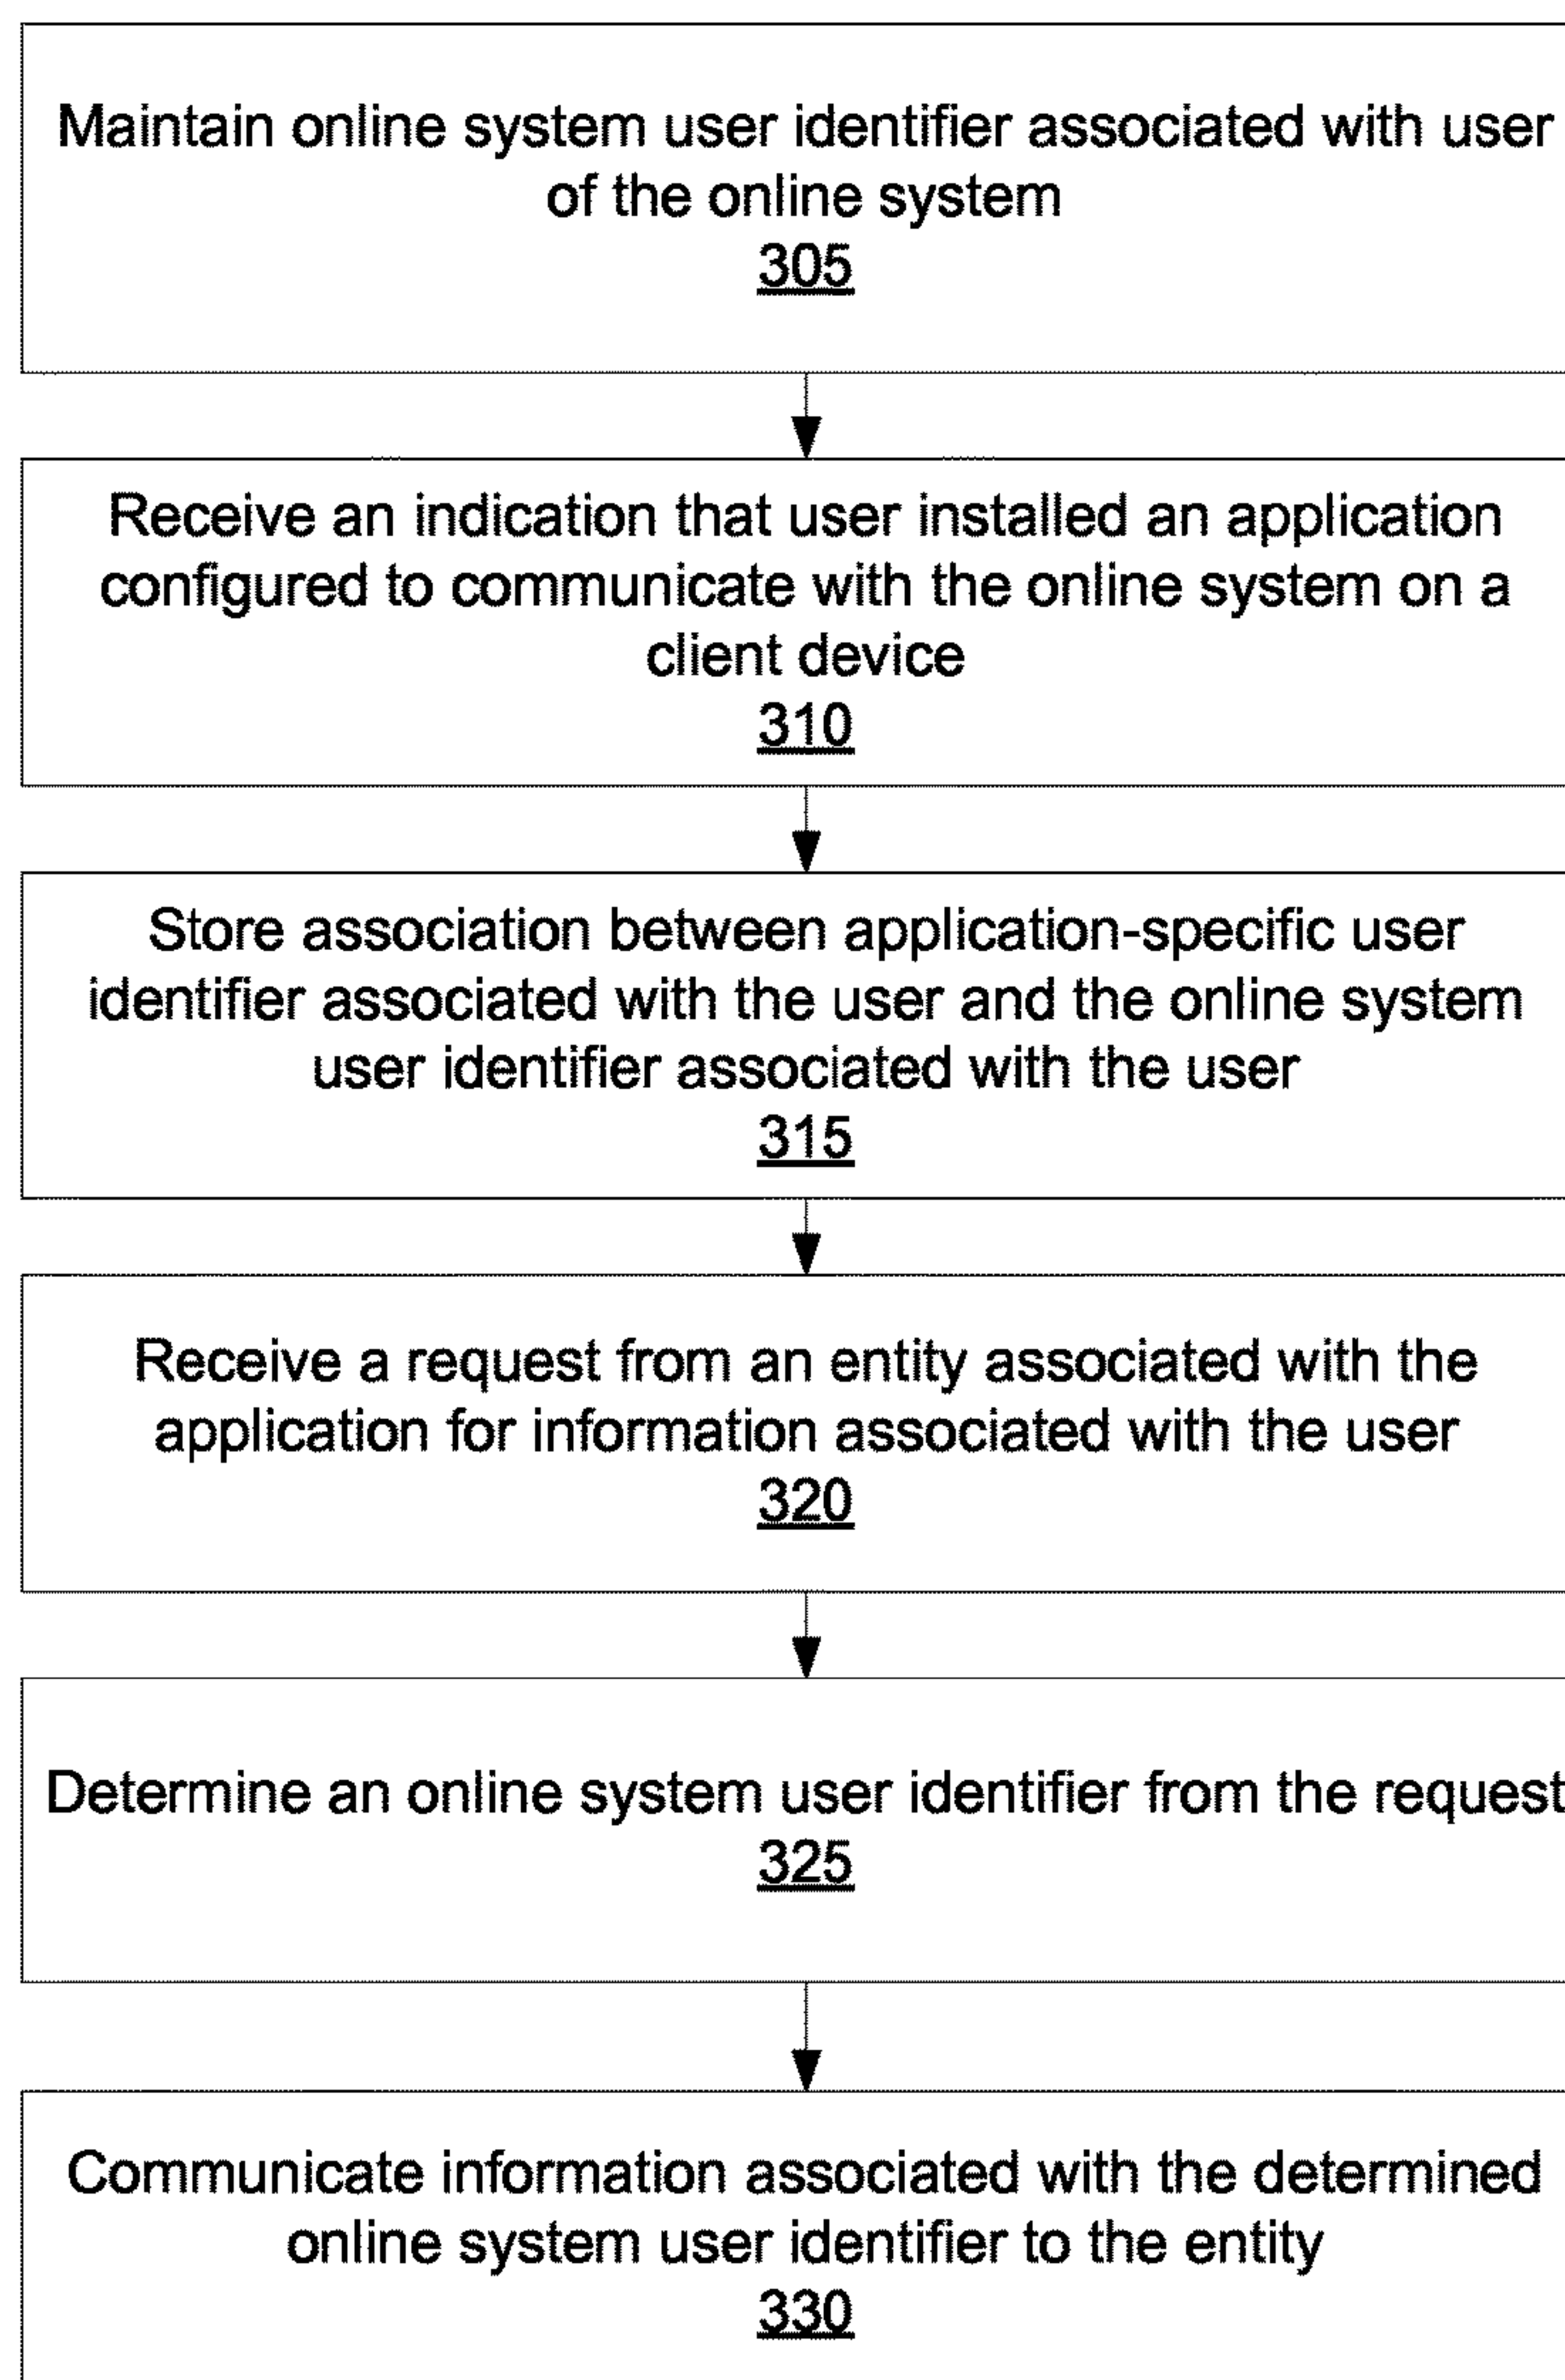 Maintain online system user identifier associated with user
of the online system
305
Receive an indication that user installed an application
configured to communicate with the online system on a
client device
310
Store association between application-specific user
identifier associated with the user and the online system
user identifier associated with the user
315
Receive a request from an entity associated with the
application for information associated with the user
320
Determine an online system user identifier from the request
325
Communicate information associated with the determined
online system user identifier to the entity
330